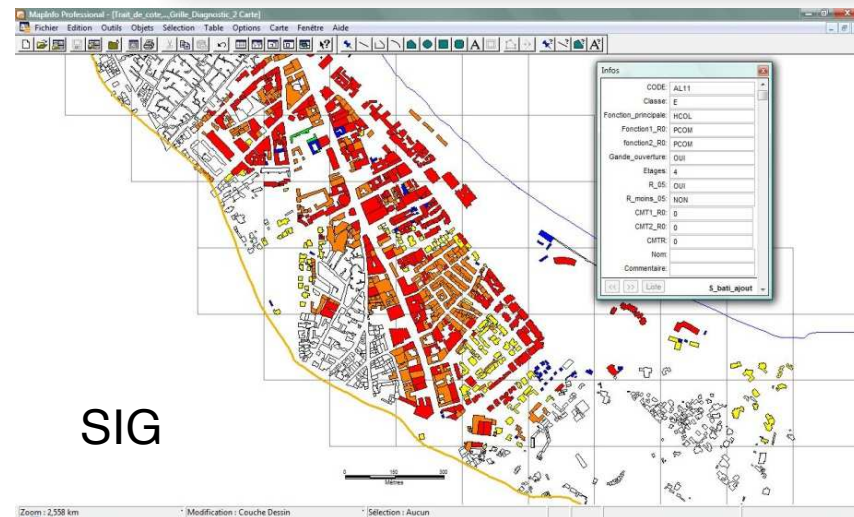 MapInfo Professional - [Trait_de_cote,...,Grille_Diagnostic_2 Carte]
Fichier Edition Outils Objets Sélection Table Options Carte Fenêtre Aide
Infos
CODE: AL11
Classe: E
Fonction_principale: HCOL
Fonction1_R0: PCOM
fonction2_R0: PCOM
Gande_ouverture: OUI
Etages: 4
R_05: OUI
R_moins_05: NON
CMT1_R0: 0
CMT2_R0: 0
CMTR: 0
Nom:
Commentaire:
<< >> Liste S_bati_ajout
SIG
0 150 300
Mètres
Zoom : 2,558 km Modification : Couche Dessin Sélection : Aucun